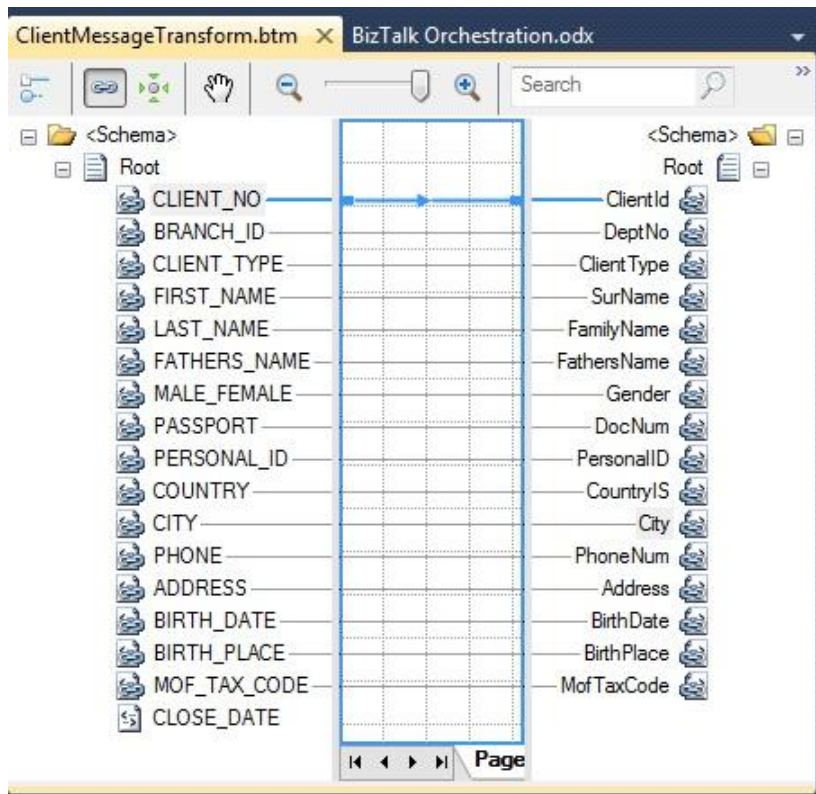 ClientMessageTransform.btm BizTalk Orchestration.odx
Search
<Schema> <Schema>
Root Root
CLIENT_NO ClientId
BRANCH_ID DeptNo
CLIENT_TYPE ClientType
FIRST_NAME SurName
LAST_NAME FamilyName
FATHERS_NAME FathersName
MALE_FEMALE Gender
PASSPORT DocNum
PERSONAL_ID PersonalID
COUNTRY CountryIS
CITY City
PHONE PhoneNum
ADDRESS Address
BIRTH_DATE BirthDate
BIRTH_PLACE BirthPlace
MOF_TAX_CODE MofTaxCode
CLOSE_DATE
Page